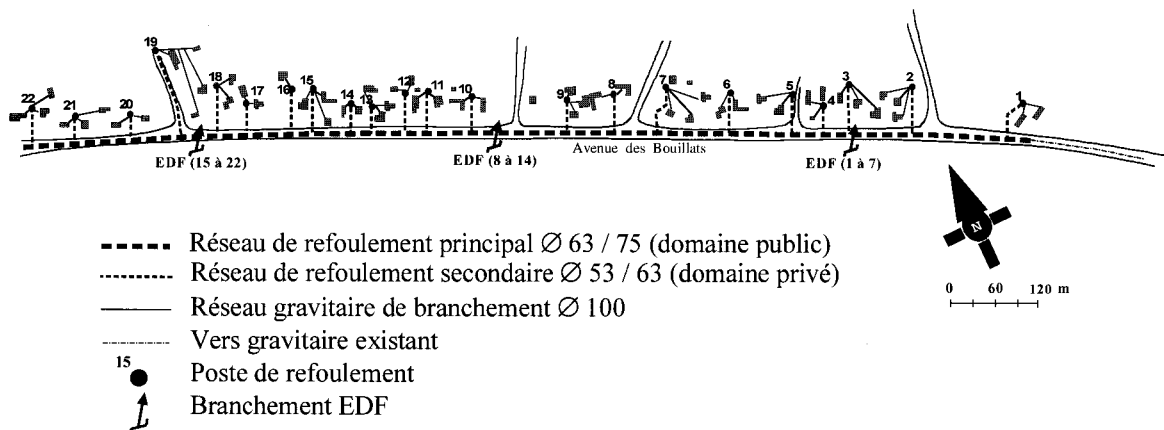 19
22
21
20
18
17
16
15
14
13
12
11
10
9
8
7
6
5
4
3
2
1
EDF (15 à 22)
EDF (8 à 14)
Avenue des Bouillats
EDF (1 à 7)
N
0 60 120 m
Réseau de refoulement principal Ø 63 / 75 (domaine public)
Réseau de refoulement secondaire Ø 53 / 63 (domaine privé)
Réseau gravitaire de branchement Ø 100
Vers gravitaire existant
15 Poste de refoulement
Branchement EDF